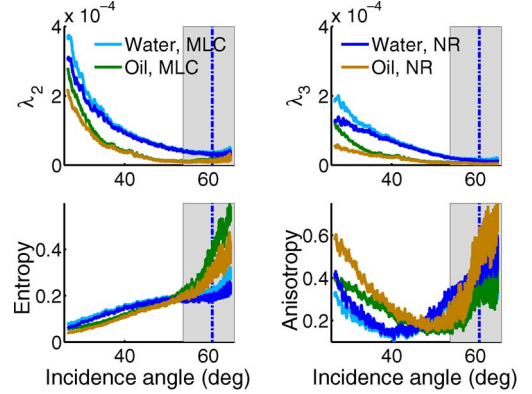 x 10⁻⁴
x 10⁻⁴
4
2
0
λ₂
Water, MLC
Oil, MLC
40
60
4
2
0
λ₃
Water, NR
Oil, NR
40
60
0.4
0.2
0
Entropy
40
60
Incidence angle (deg)
0.6
0.4
0.2
Anisotropy
40
60
Incidence angle (deg)